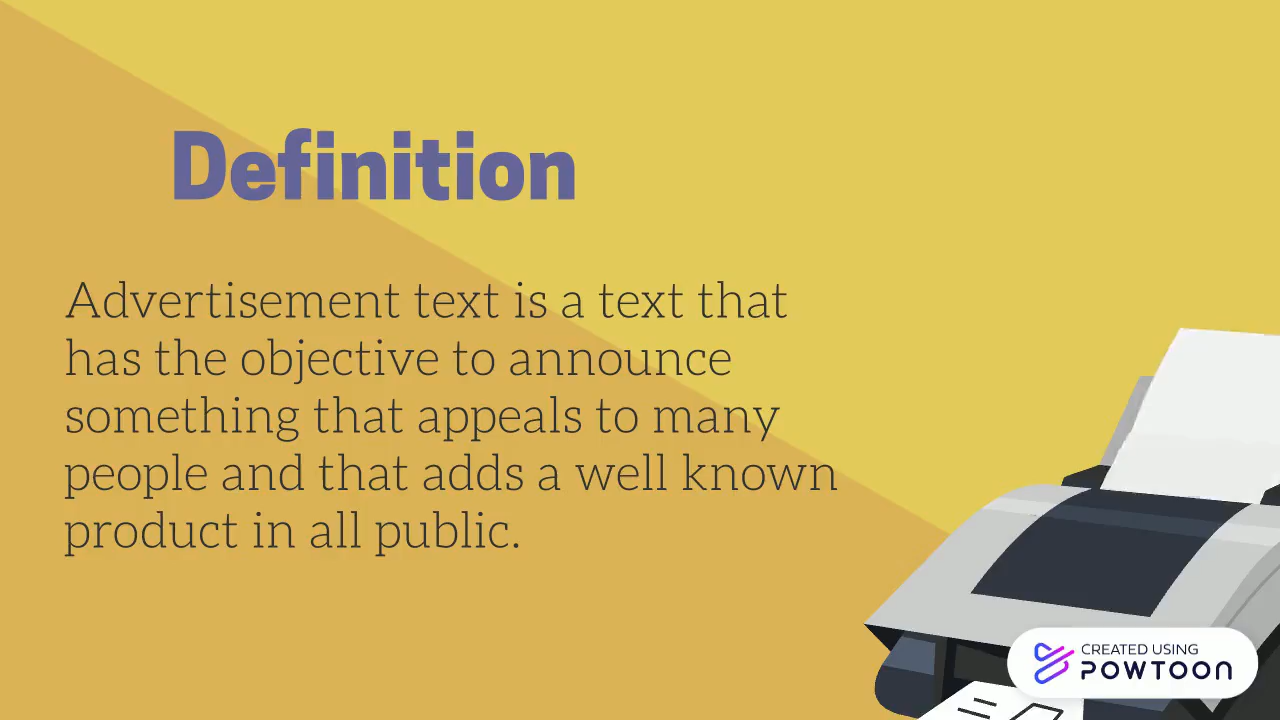 Definition
Advertisement text is a text that
has the objective to announce
something that appeals to many
people and that adds a well known
product in all public.
CREATED USING
POWTOON